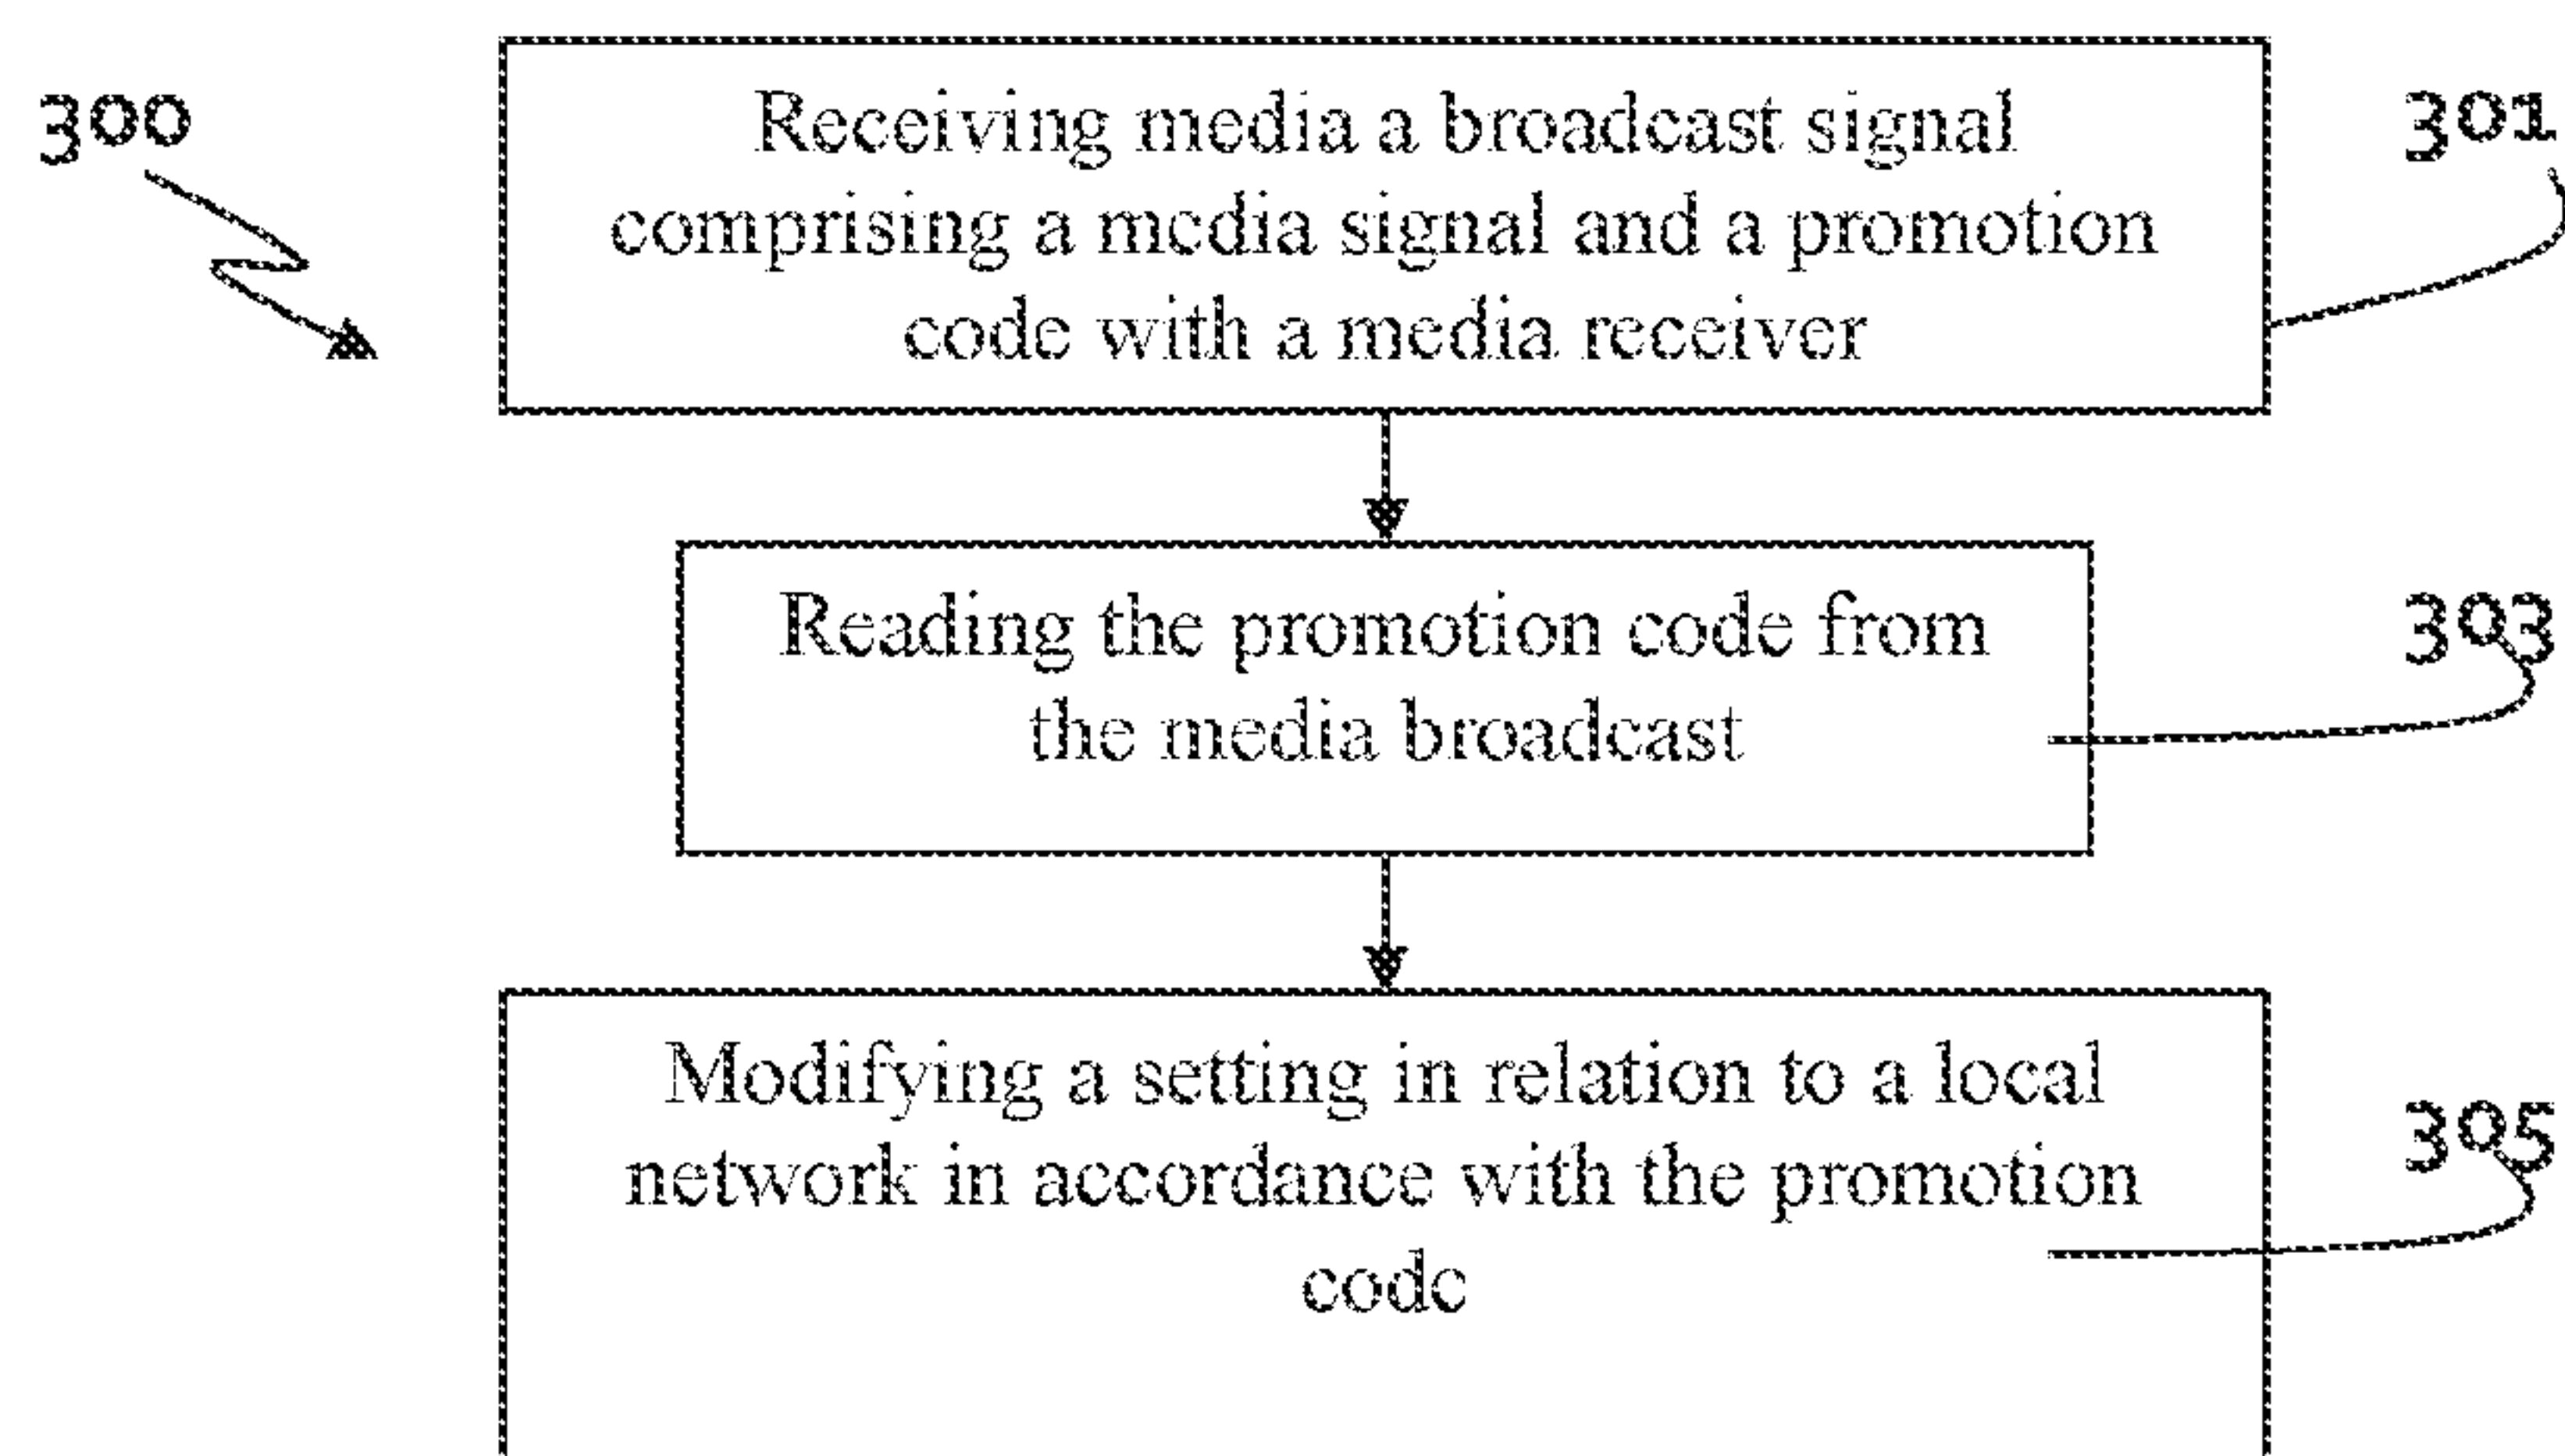 300
Receiving media a broadcast signal
comprising a media signal and a promotion
code with a media receiver
301
Reading the promotion code from
the media broadcast
303
Modifying a setting in relation to a local
network in accordance with the promotion
code
305